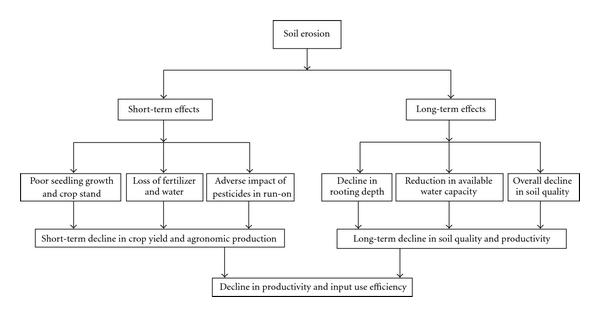 Soil erosion
Short-term effects
Long-term effects
Poor seedling growth
and crop stand
Loss of fertilizer
and water
Adverse impact of
pesticides in run-on
Decline in
rooting depth
Reduction in available
water capacity
Overall decline
in soil quality
Short-term decline in crop yield and agronomic production
Long-term decline in soil quality and productivity
Decline in productivity and input use efficiency